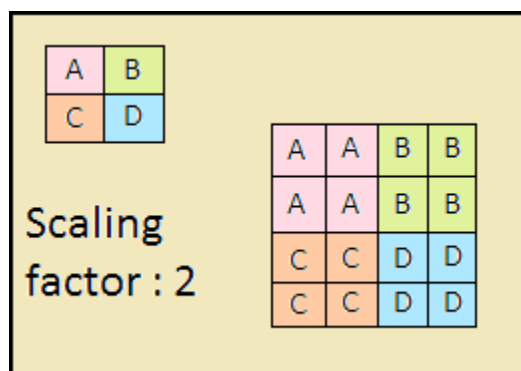 A B
C D
A A B B
A A B B
C C D D
C C D D
Scaling
factor : 2